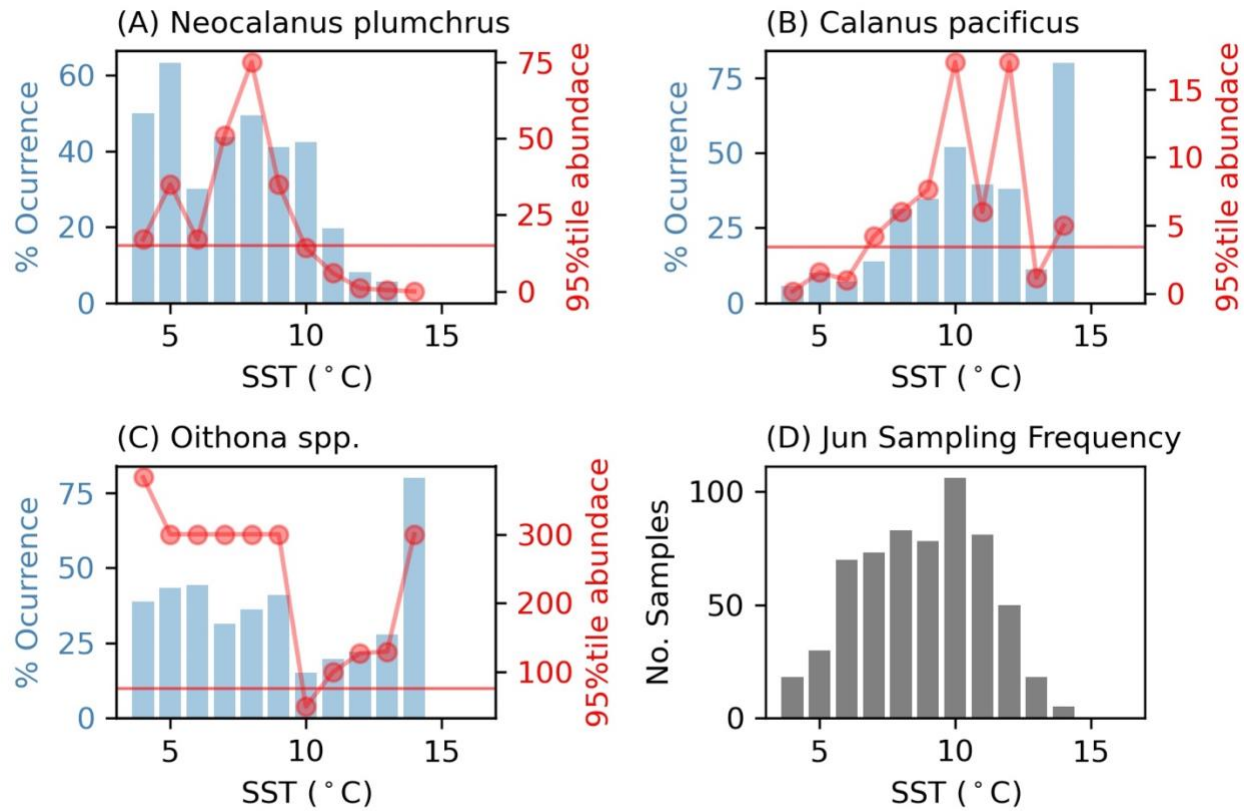 (A) Neocalanus plumchrus
% Ocurrence
60
40
20
0
75
50
25
0
95%tile abundace
5 10 15
SST (°C)
(B) Calanus pacificus
% Ocurrence
75
50
25
0
15
10
5
0
95%tile abundace
5 10 15
SST (°C)
(C) Oithona spp.
% Ocurrence
75
50
25
0
300
200
100
95%tile abundace
5 10 15
SST (°C)
(D) Jun Sampling Frequency
No. Samples
100
50
0
5 10 15
SST (°C)